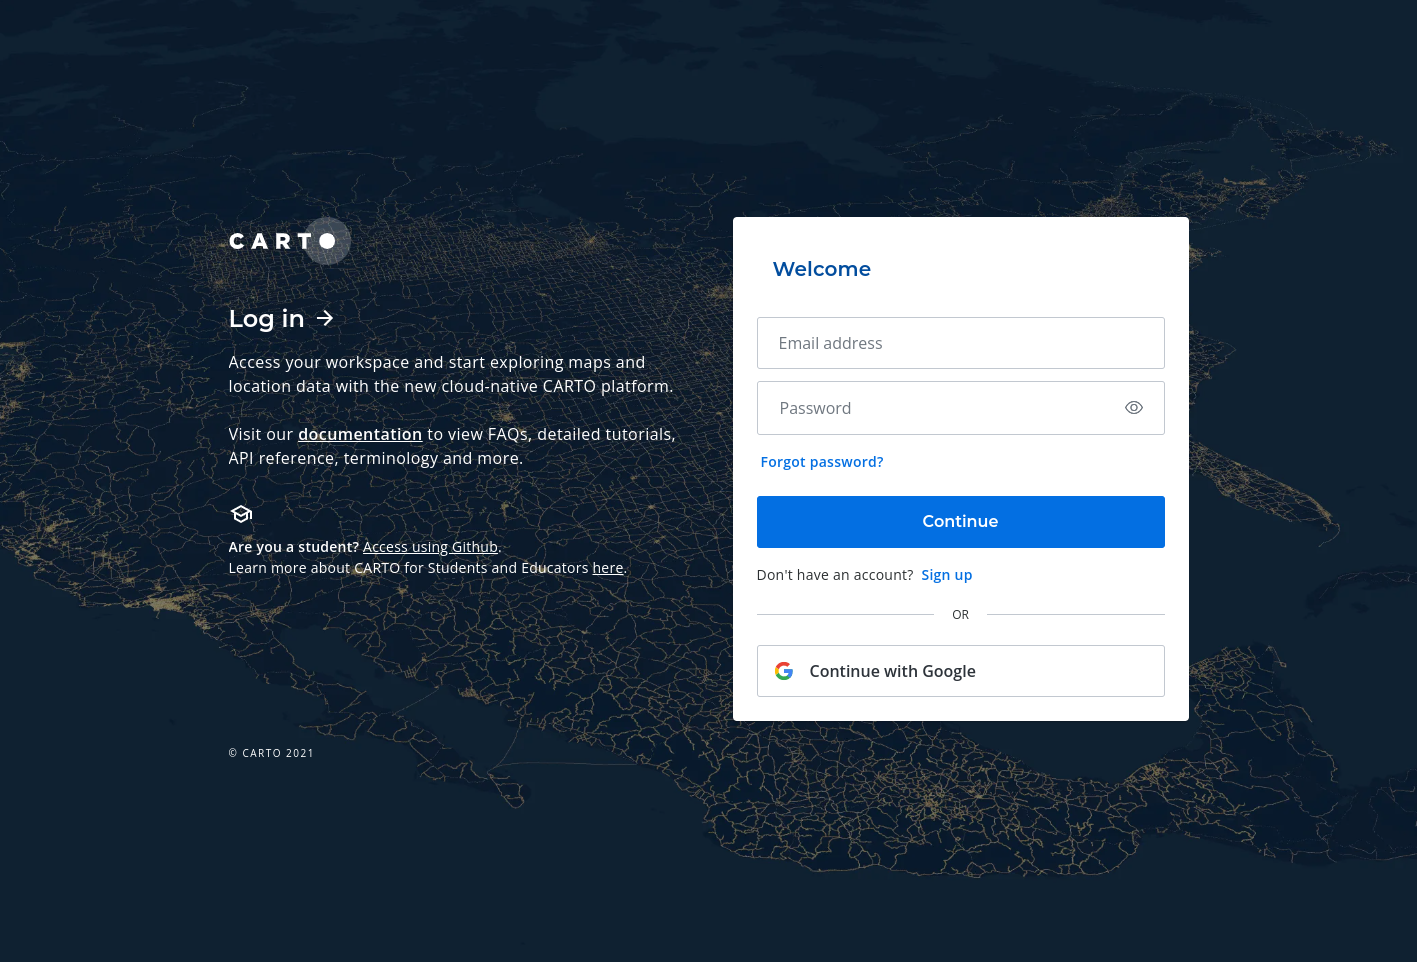 CARTO
Log in
Access your workspace and start exploring maps and
location data with the new cloud-native CARTO platform.
Visit our documentation to view FAQs, detailed tutorials,
API reference, terminology and more.
Are you a student? Access using Github.
Learn more about CARTO for Students and Educators here.
© CARTO 2021
Welcome
Email address
Password
Forgot password?
Continue
Don't have an account? Sign up
OR
Continue with Google